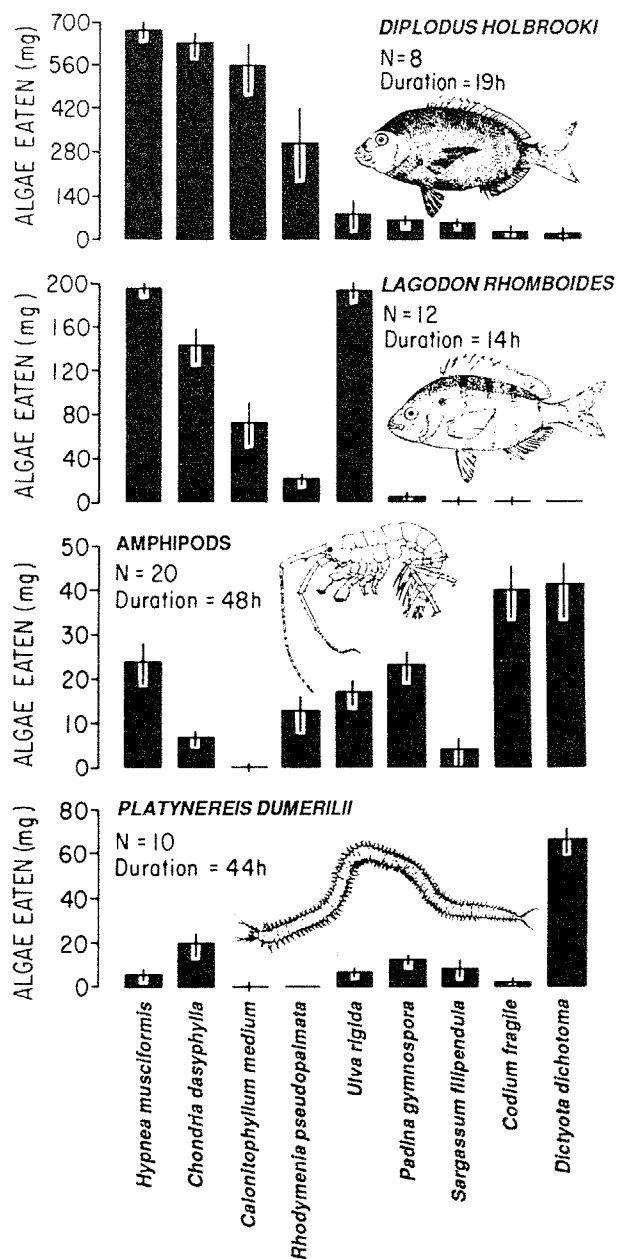 ALGAE EATEN (mg)
700
560
420
280
140
0
DIPLODUS HOLBROOKI
N=8
Duration = 19h
ALGAE EATEN (mg)
200
160
120
80
40
0
LAGODON RHOMBOIDES
N = 12
Duration = 14h
ALGAE EATEN (mg)
50
40
30
20
10
0
AMPHIPODS
N = 20
Duration = 48h
ALGAE EATEN (mg)
80
60
40
20
0
PLATYNEREIS DUMERILII
N = 10
Duration = 44h
Hypnea musciformis
Chondria dasyphylla
Calonitophyllum medium
Rhodymenia pseudopalmata
Ulva rigida
Padina gymnospora
Sargassum filipendula
Codium fragile
Dictyota dichotoma